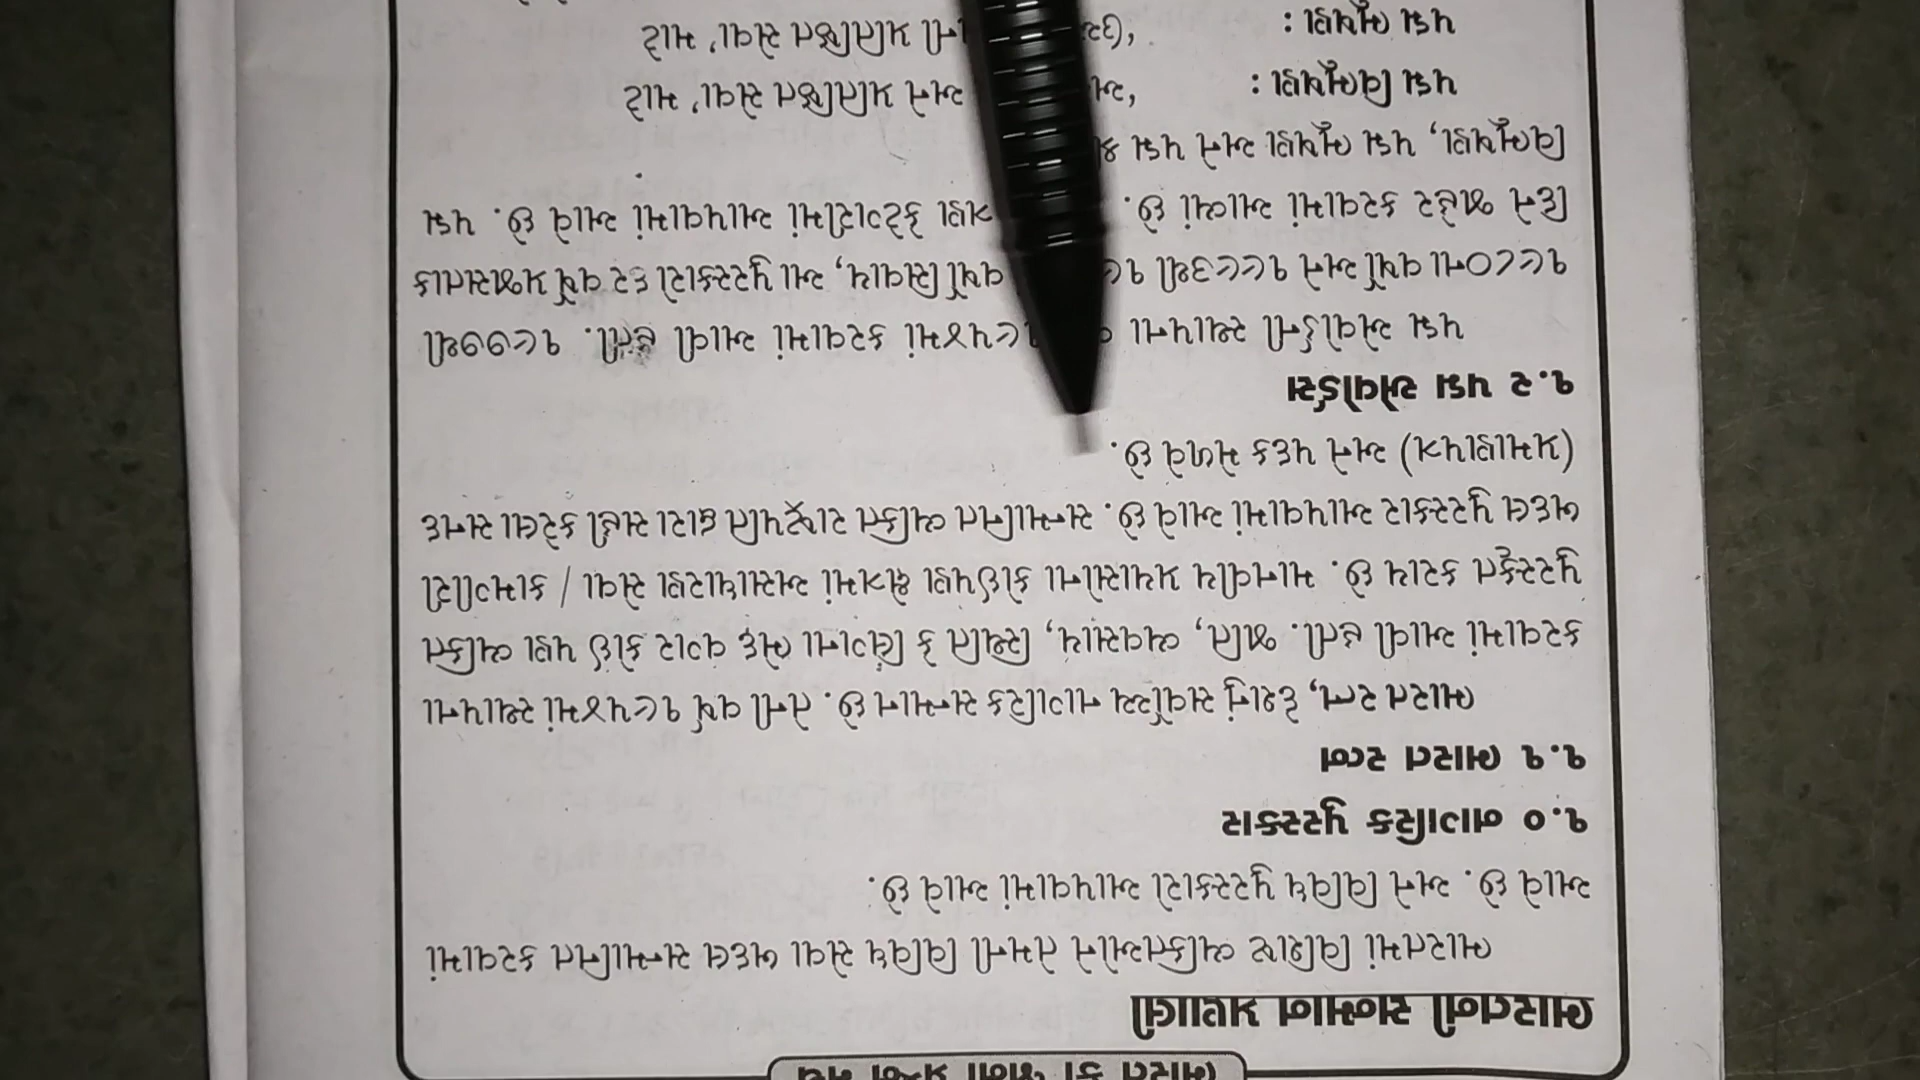 ભારતની સન્માન પ્રણાલી
ભારતમાં વિશિષ્ટ વ્યક્તિઓને તેમની વિવિધ સેવા બદલ સન્માનિત કરવામાં
આવે છે. અને વિવિધ પુરસ્કારો આપવામાં આવે છે.
૧.૦ નાગરિક પુરસ્કાર
૧.૧ ભારત રત્ન
ભારત રત્ન, દેશનું સર્વોચ્ચ નાગરિક સન્માન છે. તેની વર્ષ ૧૯૫૪માં સ્થાપના
કરવામાં આવી હતી. જાતિ, વ્યવસાય, સ્થિતિ કે લિંગના ભેદ વગર કોઇ પણ વ્યક્તિ
પુરસ્કૃત કરાય છે. માનવીય પ્રયાસોના કોઈપણ ક્ષેત્રમાં અસાધારણ સેવા / કામગીરી
બદલ પુરસ્કાર આપવામાં આવે છે. સન્માનિત વ્યક્તિ રાષ્ટ્રપતિ દ્વારા સહી કરેલા સનદ
(પ્રમાણપત્ર) અને પદક મેળવે છે.
૧.૨ પદ્મ એવોર્ડસ
પદ્મ એવોર્ડની સ્થાપના ૧૯૫૪માં કરવામાં આવી હતી. ૧૯૭૭થી
૧૯૮૦ના વર્ષો અને ૧૯૯૩થી વર્ષો સિવાય, આ પુરસ્કારો દર વર્ષે પ્રજાસતાક
દિને જાહેર કરવામાં આવ્યાં છે. ત્રણ કેટેગરીમાં આપવામાં આવે છે. પદ્મ
વિભૂષણ, પદ્મ ભૂષણ અને પદ્મ
પદ્મ વિભૂષણ : અને પ્રતિષ્ઠિત સેવા' માટે
પદ્મ ભૂષણ : પ્રતિષ્ઠિત સેવા' માટે